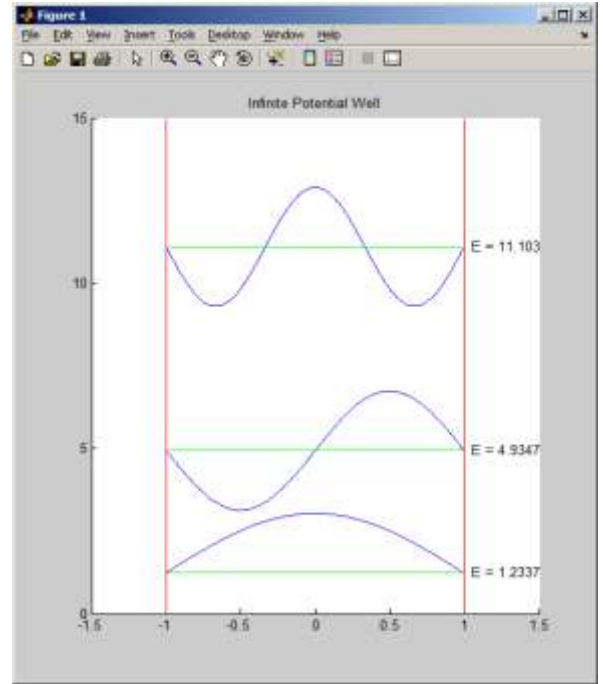 Figure 1
File Edit View Insert Tools Desktop Window Help
Infinite Potential Well
15
E = 11.103
10
5
E = 4.9347
E = 1.2337
0
-1.5 -1 -0.5 0 0.5 1 1.5